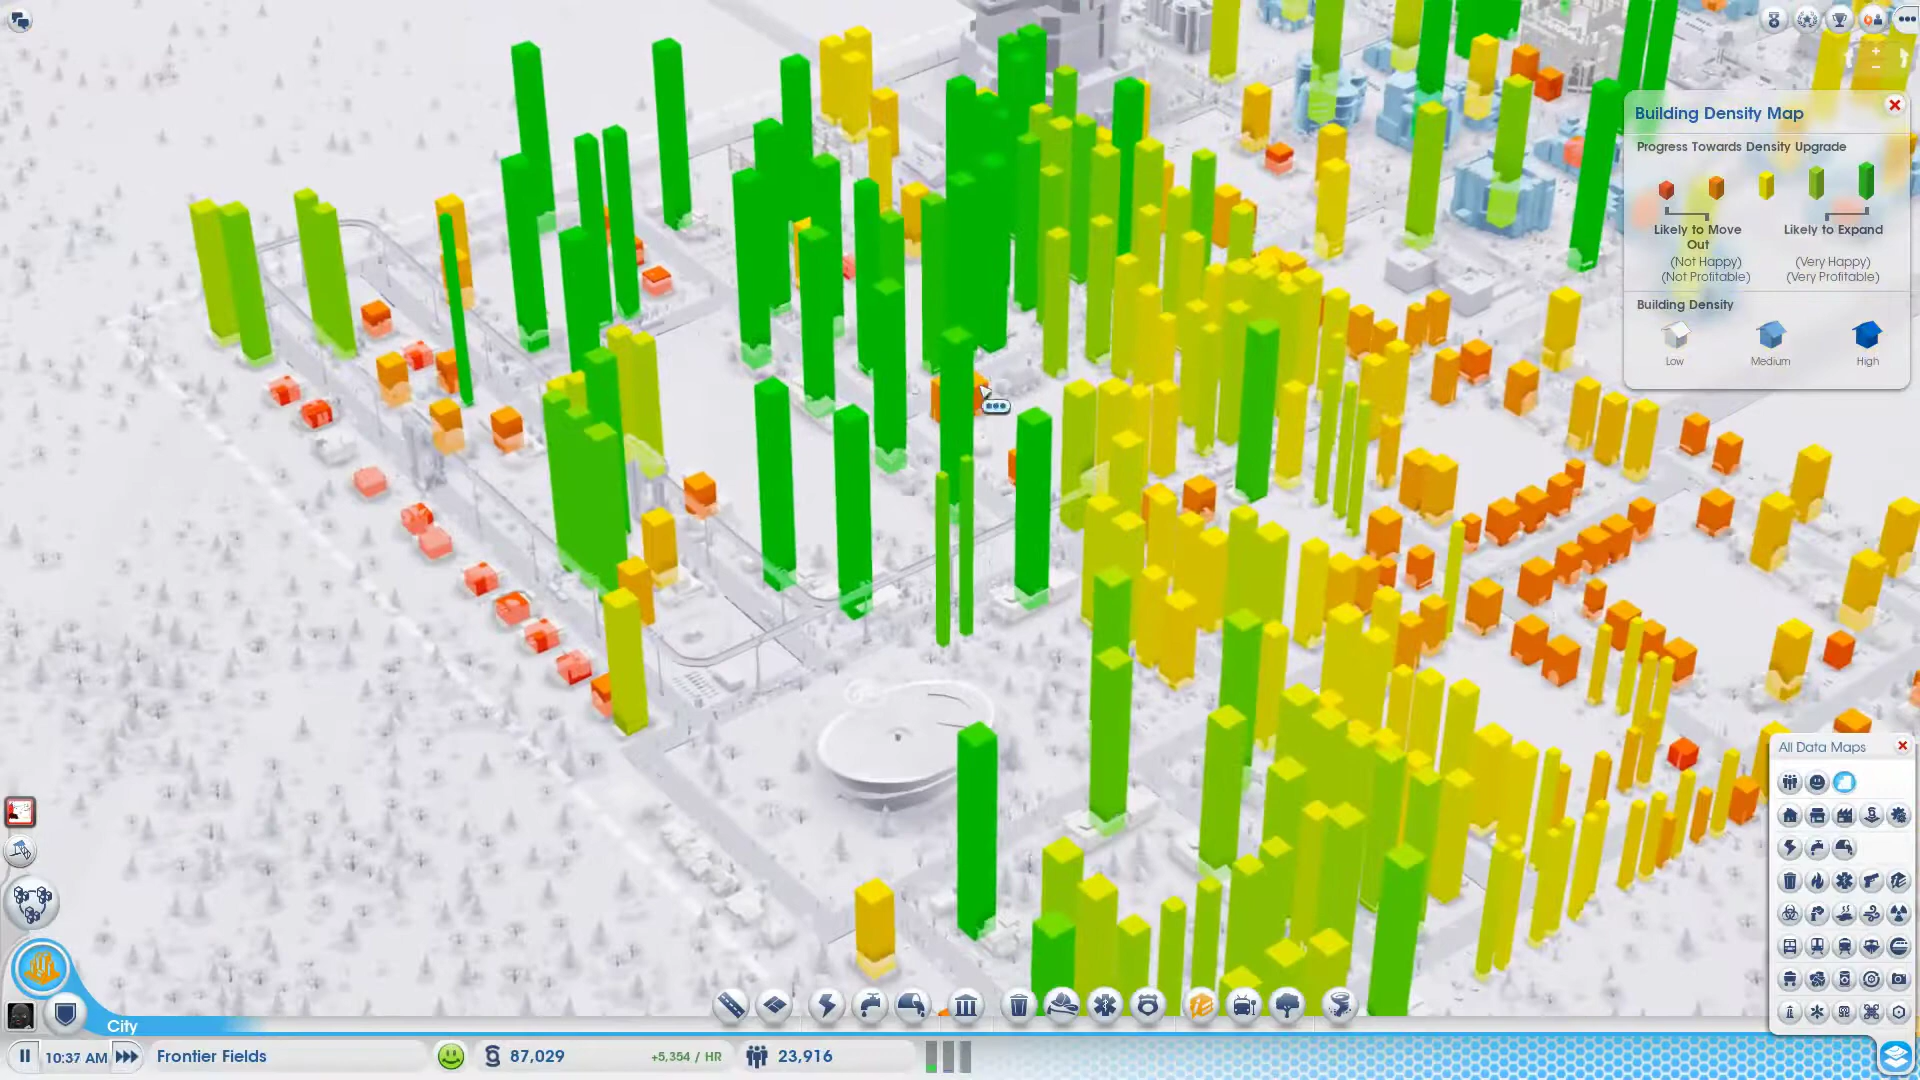 Building Density Map
Progress Towards Density Upgrade
Likely to Move Out
(Not Happy)
(Not Profitable)
Likely to Expand
(Very Happy)
(Very Profitable)
Building Density
Low
Medium
High
All Data Maps
City
10:37 AM
Frontier Fields
87,029
+5,354 / HR
23,916